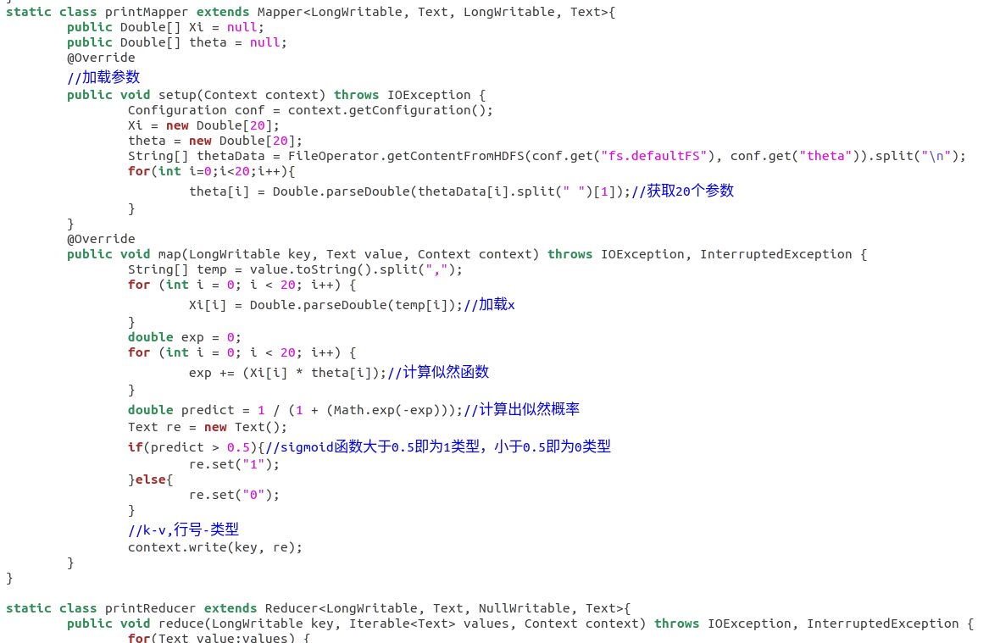 }
static class printMapper extends Mapper<LongWritable, Text, LongWritable, Text>{
public Double[] Xi = null;
public Double[] theta = null;
@Override
//加载参数
public void setup(Context context) throws IOException {
Configuration conf = context.getConfiguration();
Xi = new Double[20];
theta = new Double[20];
String[] thetaData = FileOperator.getContentFromHDFS(conf.get("fs.defaultFS"), conf.get("theta")).split("\n");
for(int i=0;i<20;i++){
theta[i] = Double.parseDouble(thetaData[i].split(" ")[1]);//获取20个参数
}
}
@Override
public void map(LongWritable key, Text value, Context context) throws IOException, InterruptedException {
String[] temp = value.toString().split(",");
for (int i = 0; i < 20; i++) {
Xi[i] = Double.parseDouble(temp[i]);//加载x
}
double exp = 0;
for (int i = 0; i < 20; i++) {
exp += (Xi[i] * theta[i]);//计算似然函数
}
double predict = 1 / (1 + (Math.exp(-exp)));//计算出似然概率
Text re = new Text();
if(predict > 0.5){//sigmoid函数大于0.5即为1类型，小于0.5即为0类型
re.set("1");
}else{
re.set("0");
}
//k-v,行号-类型
context.write(key, re);
}
}
static class printReducer extends Reducer<LongWritable, Text, NullWritable, Text>{
public void reduce(LongWritable key, Iterable<Text> values, Context context) throws IOException, InterruptedException {
for(Text value:values) {